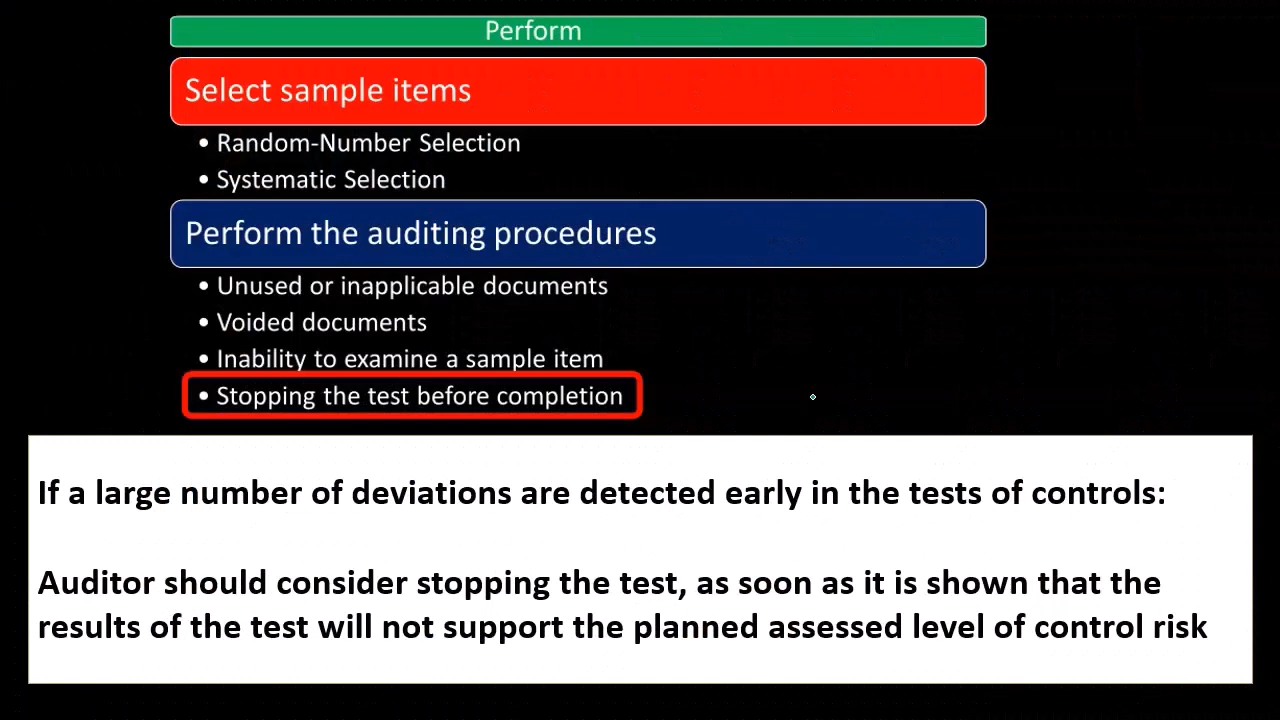 Perform
Select sample items
• Random-Number Selection
• Systematic Selection
Perform the auditing procedures
• Unused or inapplicable documents
• Voided documents
• Inability to examine a sample item
• Stopping the test before completion
If a large number of deviations are detected early in the tests of controls:
Auditor should consider stopping the test, as soon as it is shown that the
results of the test will not support the planned assessed level of control risk